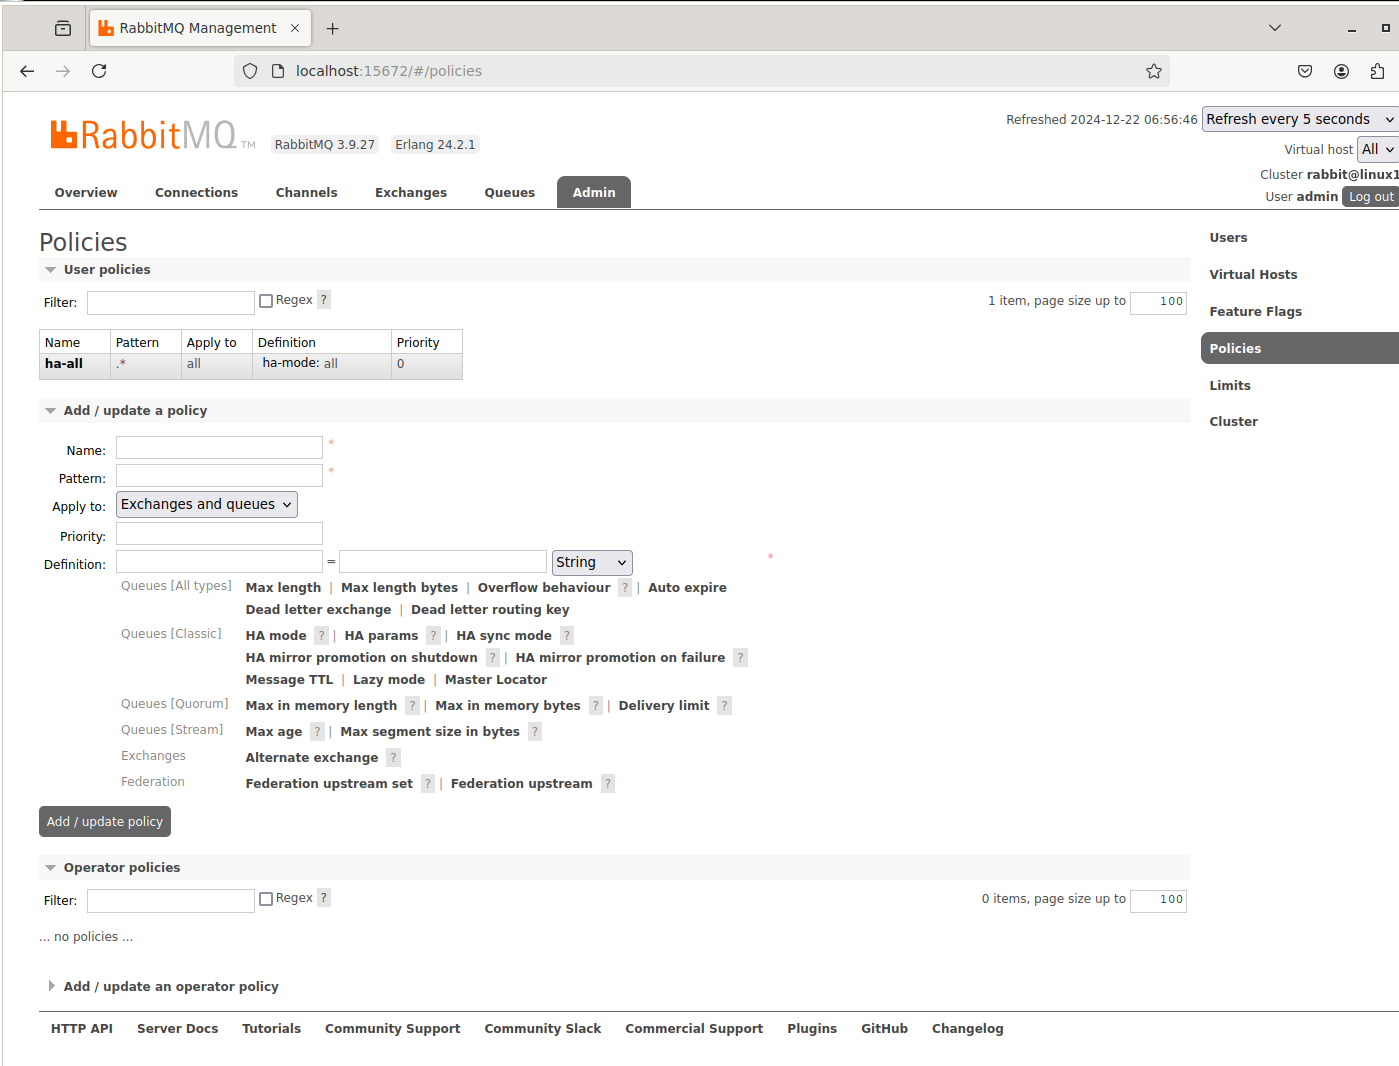 RabbitMQ Management
localhost:15672/#/policies
RabbitMQ TM RabbitMQ 3.9.27 Erlang 24.2.1
Refreshed 2024-12-22 06:56:46 Refresh every 5 seconds
Virtual host All
Cluster rabbit@linux1
User admin Log out
Overview Connections Channels Exchanges Queues Admin
Users
Virtual Hosts
Feature Flags
Policies
Limits
Cluster
Policies
User policies
Filter: Regex ? 1 item, page size up to 100
Name Pattern Apply to Definition Priority
ha-all .* all ha-mode: all 0
Add / update a policy
Name: *
Pattern: *
Apply to: Exchanges and queues
Priority:
Definition: = String *
Queues [All types] Max length | Max length bytes | Overflow behaviour ? | Auto expire
Dead letter exchange | Dead letter routing key
Queues [Classic] HA mode ? | HA params ? | HA sync mode ?
HA mirror promotion on shutdown ? | HA mirror promotion on failure ?
Message TTL | Lazy mode | Master Locator
Queues [Quorum] Max in memory length ? | Max in memory bytes ? | Delivery limit ?
Queues [Stream] Max age ? | Max segment size in bytes ?
Exchanges Alternate exchange ?
Federation Federation upstream set ? | Federation upstream ?
Add / update policy
Operator policies
Filter: Regex ? 0 items, page size up to 100
... no policies ...
Add / update an operator policy
HTTP API Server Docs Tutorials Community Support Community Slack Commercial Support Plugins GitHub Changelog